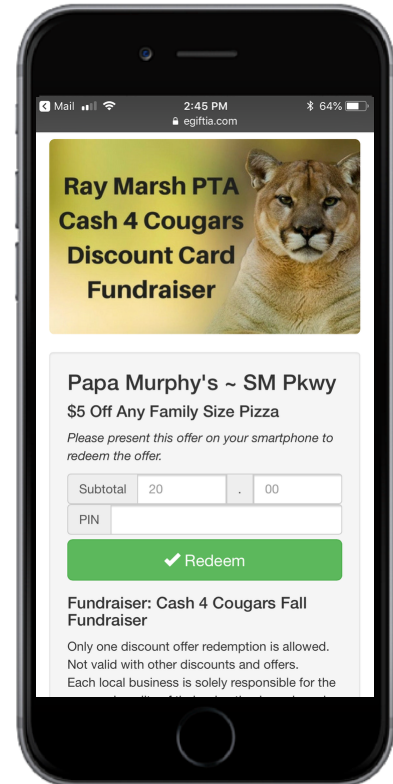 Mail 2:45 PM 64%
egiftia.com
Ray Marsh PTA
Cash 4 Cougars
Discount Card
Fundraiser
Papa Murphy's ~ SM Pkwy
$5 Off Any Family Size Pizza
Please present this offer on your smartphone to
redeem the offer.
Subtotal 20 . 00
PIN
Redeem
Fundraiser: Cash 4 Cougars Fall
Fundraiser
Only one discount offer redemption is allowed.
Not valid with other discounts and offers.
Each local business is solely responsible for the